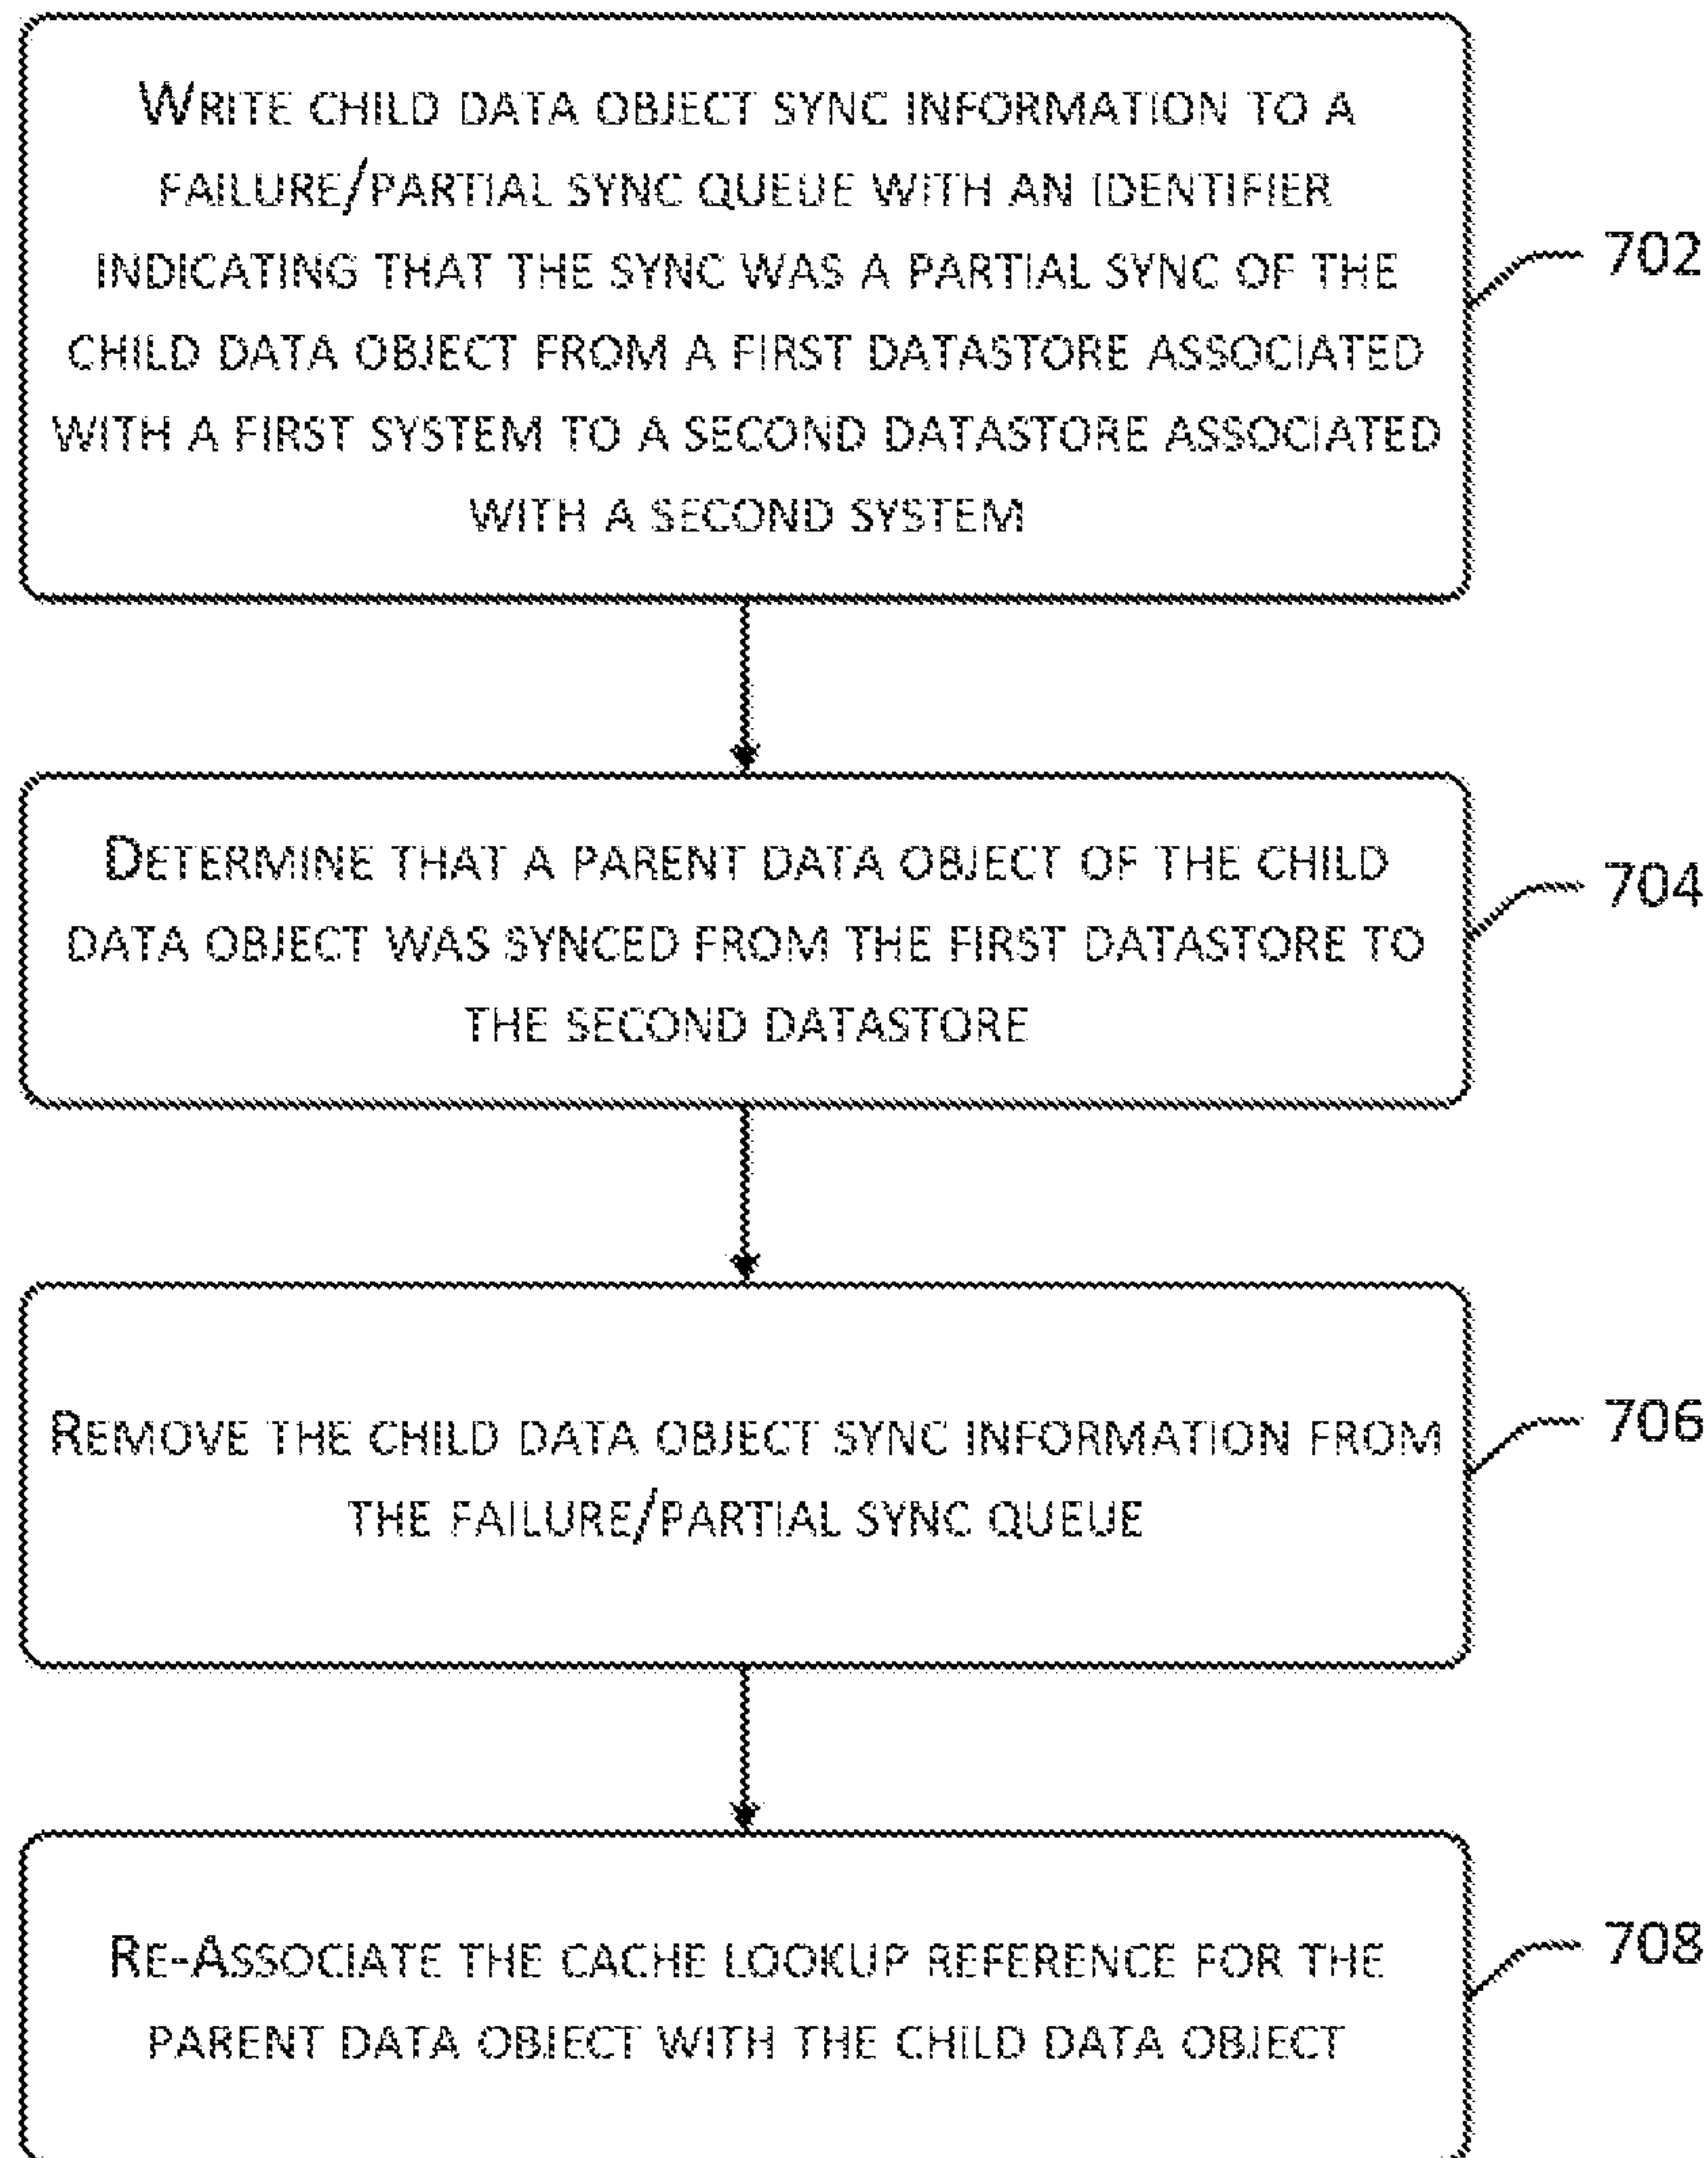 WRITE CHILD DATA OBJECT SYNC INFORMATION TO A
FAILURE/PARTIAL SYNC QUEUE WITH AN IDENTIFIER
INDICATING THAT THE SYNC WAS A PARTIAL SYNC OF THE
CHILD DATA OBJECT FROM A FIRST DATASTORE ASSOCIATED
WITH A FIRST SYSTEM TO A SECOND DATASTORE ASSOCIATED
WITH A SECOND SYSTEM
702
DETERMINE THAT A PARENT DATA OBJECT OF THE CHILD
DATA OBJECT WAS SYNCED FROM THE FIRST DATASTORE TO
THE SECOND DATASTORE
704
REMOVE THE CHILD DATA OBJECT SYNC INFORMATION FROM
THE FAILURE/PARTIAL SYNC QUEUE
706
RE-ASSOCIATE THE CACHE LOOKUP REFERENCE FOR THE
PARENT DATA OBJECT WITH THE CHILD DATA OBJECT
708